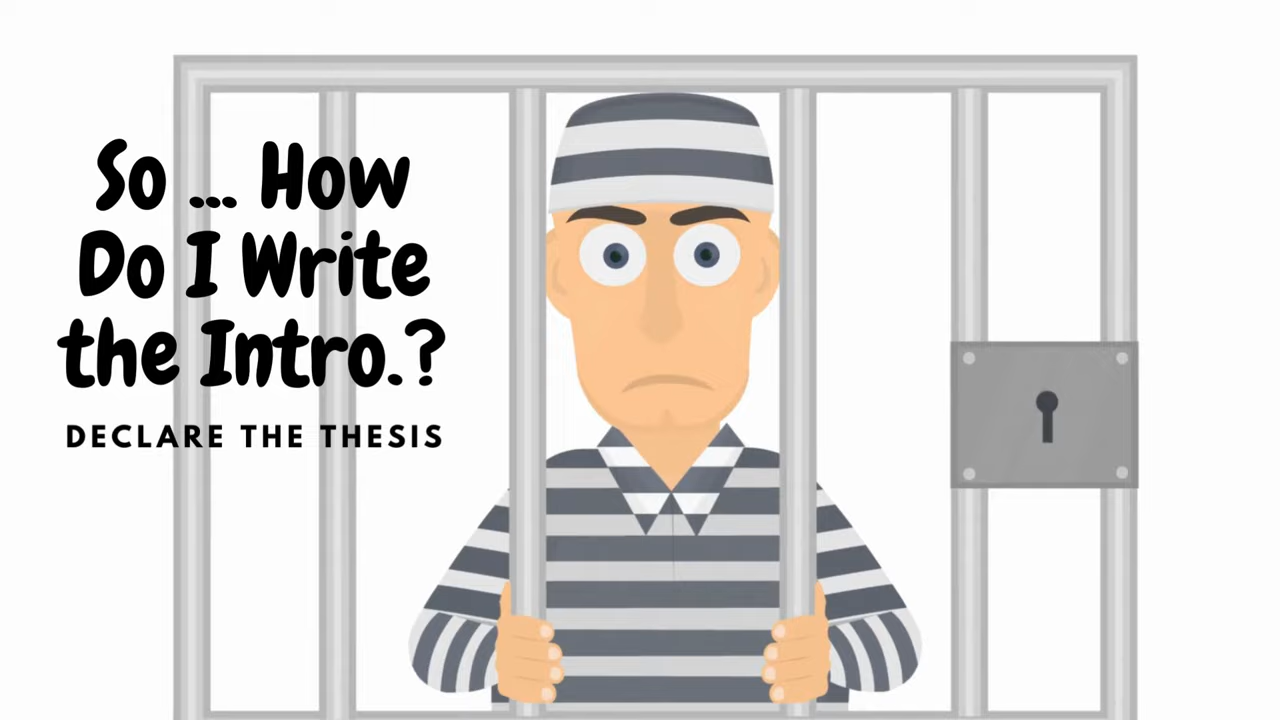 So ... How
Do I Write
the Intro.?
DECLARE THE THESIS